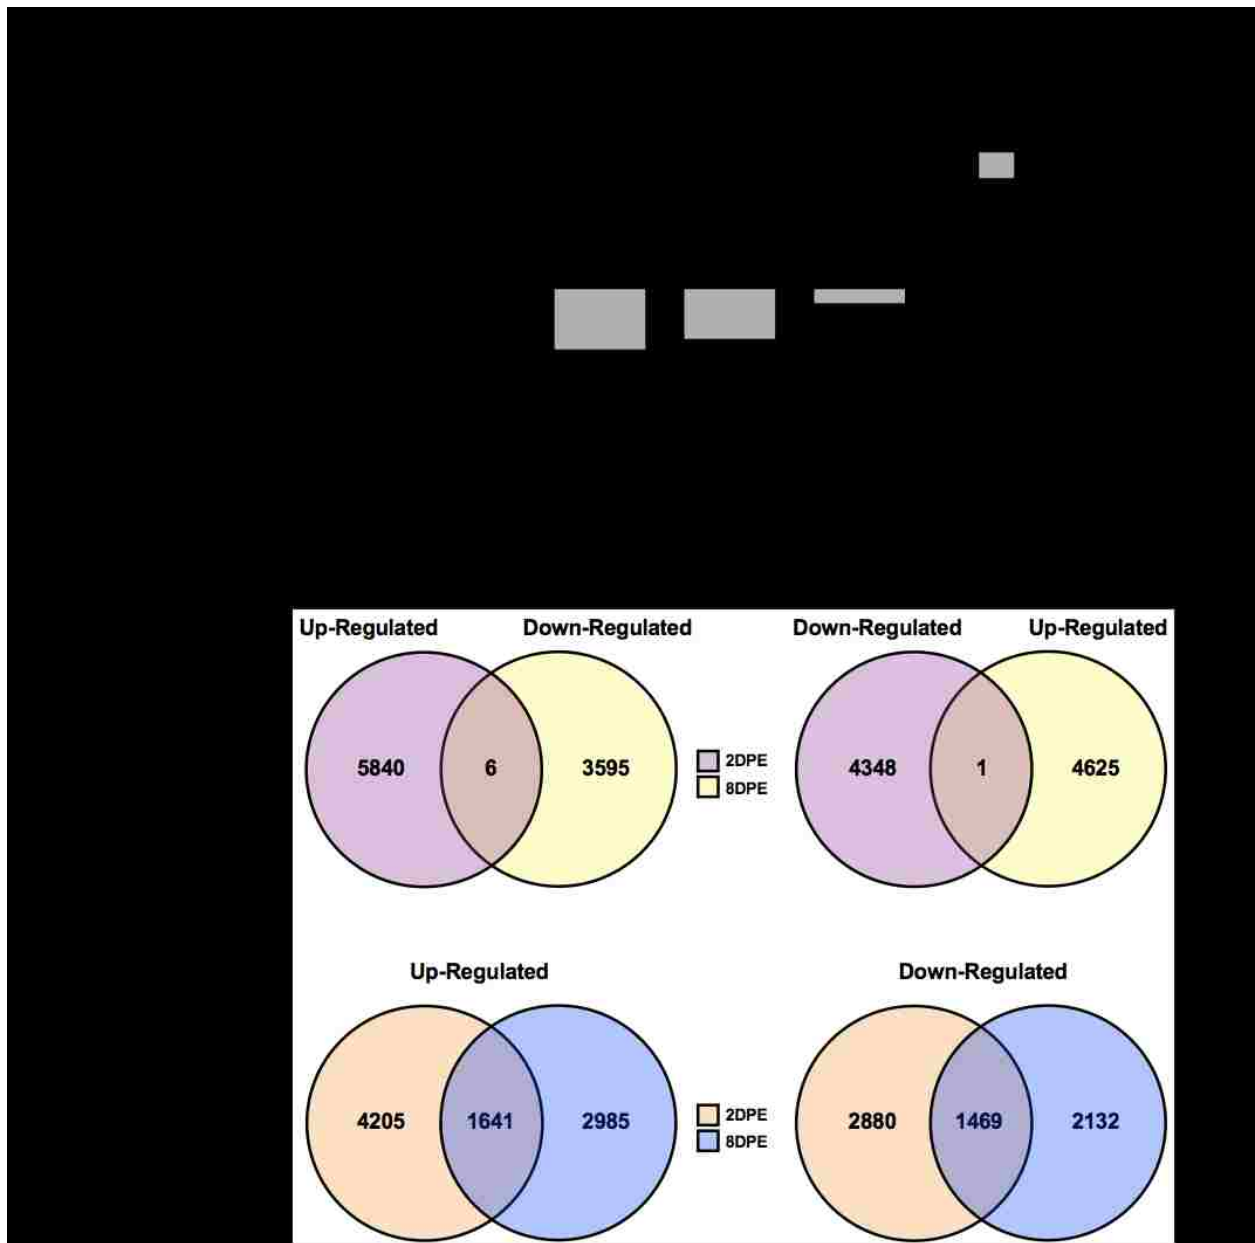 Up-Regulated Down-Regulated Down-Regulated Up-Regulated
5840 6 3595 2DPE 4348 1 4625
8DPE
Up-Regulated Down-Regulated
4205 1641 2985 2DPE 2880 1469 2132
8DPE